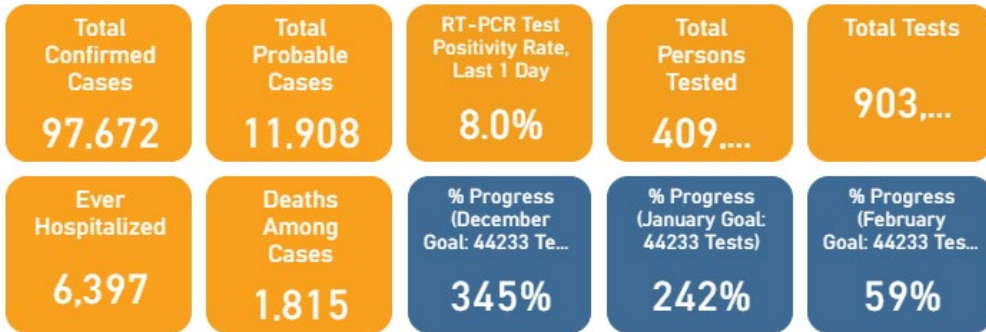 Total
Confirmed
Cases
97,672
Total
Probable
Cases
11,908
RT-PCR Test
Positivity Rate,
Last 1 Day
8.0%
Total
Persons
Tested
409,...
Total Tests
903,...
Ever
Hospitalized
6,397
Deaths
Among
Cases
1,815
% Progress
(December
Goal: 44233 Te...
345%
% Progress
(January Goal:
44233 Tests)
242%
% Progress
(February
Goal: 44233 Tes...
59%